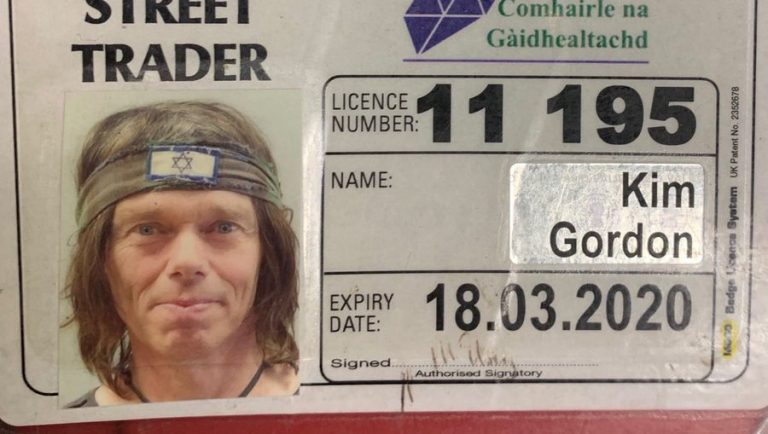 STREET
TRADER
Comhairle na
Gàidhealtachd
LICENCE
NUMBER:
11 195
NAME:
Kim
Gordon
EXPIRY
DATE:
18.03.2020
Signed
Authorised Signatory
Badge Licence System
UK Patent No. 2352678